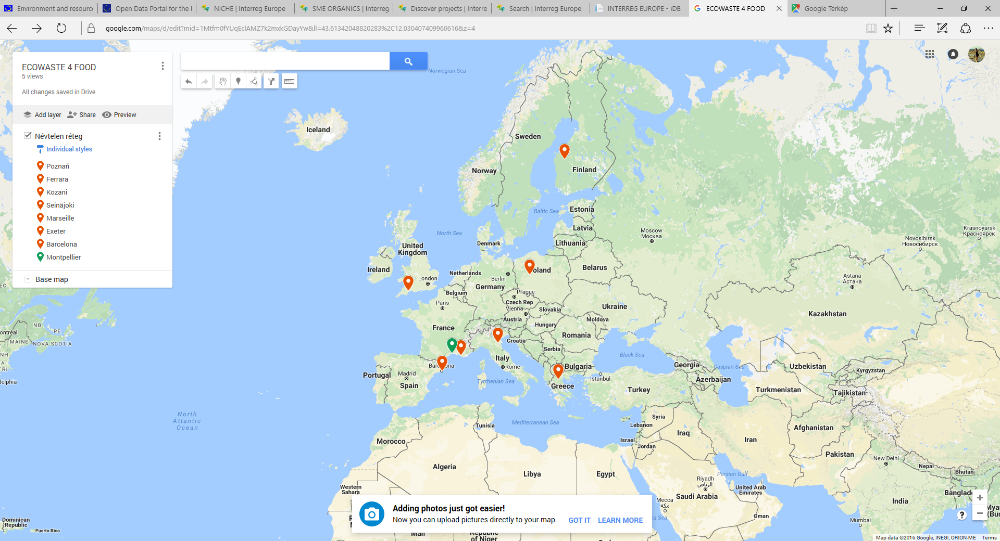 Environment and resource
Open Data Portal for the
NICHE | Interreg Europe
SME ORGANICS | Interreg
Discover projects | Interre
Search | Interreg Europe
INTERREG EUROPE - iDB
ECOWASTE 4 FOOD
Google Térkép
google.com/maps/d/edit?mid=1Mtfm0fYUqEclAMZ7k2mxkGDayYw&ll=43.61342048820283%2C12.030407409960616&z=4
ECOWASTE 4 FOOD
5 views
All changes saved in Drive
Add layer
Share
Preview
Névtelen réteg
Individual styles
Poznań
Ferrara
Kozani
Seinäjoki
Marseille
Exeter
Barcelona
Montpellier
Base map
Norwegian Sea
Iceland
Sweden
Norway
Finland
Estonia
Baltic Sea
Latvia
North Sea
Lithuania
Denmark
Moscow
Москва
Krasnoyarsk
Красноярск
Novosibirsk
Новосибирск
United
Kingdom
Ireland
Netherlands
London
Berlin
Poland
Belarus
Germany
Belgium
Prague
Czech Rep
Paris
Vienna
Slovakia
Ukraine
Astana
Астана
Kazakhstan
Austria
Moldova
Hungary
France
Romania
Croatia
Serbia
Italy
Black Sea
Rome
Bulgaria
Barcelona
Portugal
Madrid
Spain
Tyrrhenian Sea
Greece
Istanbul
Georgia
Caspian Sea
Azerbaijan
Uzbekistan
Kyrgyzstan
Turkey
Turkmenistan
Tajikistan
NB
PE
ontréal
MAINE
NOVA SCOTIA
NH
RI
delphia
North
Atlantic
Ocean
Mediterranean Sea
Syria
Lebanon
Tunisia
Iraq
Israel
Jordan
Iran
Afghanistan
Morocco
Pakistan
New Delhi
Nepal
Bhutan
Algeria
Libya
Egypt
Persian Gulf
Riyadh
الرياض
Western
Sahara
United Arab
Emirates
Saudi Arabia
Mecca
مكة
Banglade
India
Oman
Mumbai
Dominican
Republic
Puerto Rico
Mali
Republic
of Niger
Adding photos just got easier!
Now you can upload pictures directly to your map.
GOT IT
LEARN MORE
Map data ©2016 Google, INEGI, ORION-ME
Terms